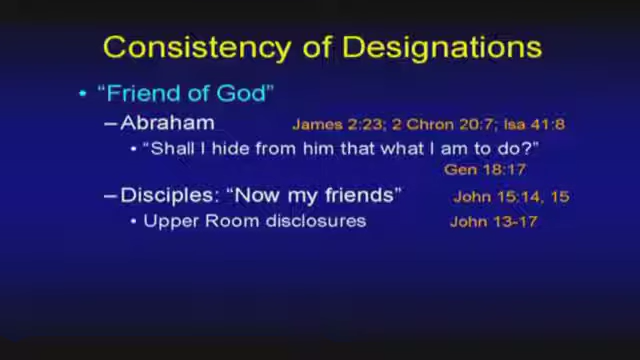 Consistency of Designations
• “Friend of God”
–Abraham James 2:23; 2 Chron 20:7; Isa 41:8
• “Shall I hide from him that what I am to do?”
Gen 18:17
–Disciples: “Now my friends” John 15:14, 15
• Upper Room disclosures John 13-17